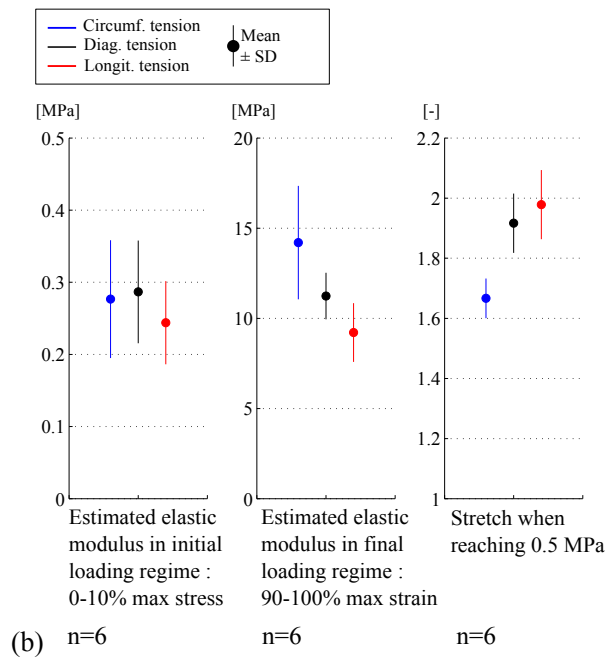 Circumf. tension
Diag. tension
Longit. tension
Mean
± SD
[MPa]
0.5
0.4
0.3
0.2
0.1
0
Estimated elastic
modulus in initial
loading regime :
0-10% max stress
n=6
[MPa]
20
15
10
5
0
Estimated elastic
modulus in final
loading regime :
90-100% max strain
n=6
[-]
2.2
2
1.8
1.6
1.4
1.2
1
Stretch when
reaching 0.5 MPa
n=6
(b)